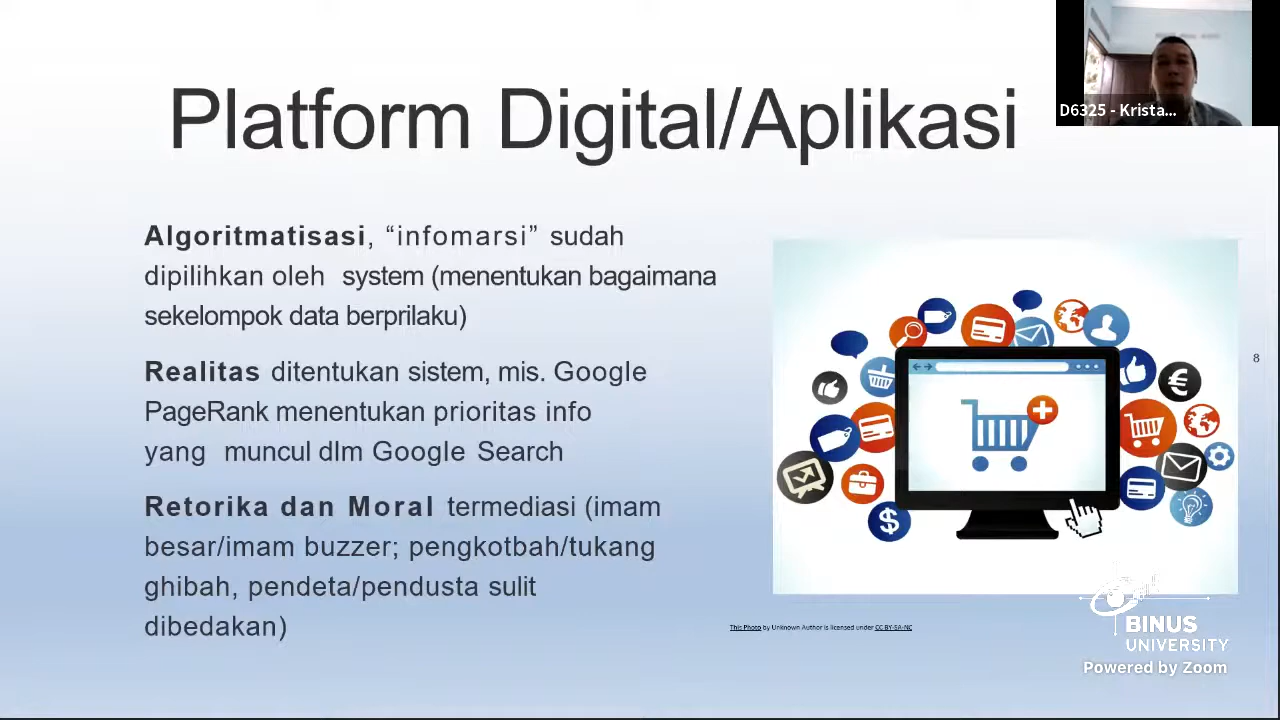 Platform Digital/Aplikasi
D6325 - Krista...
Algoritmatisasi, “infomarsi” sudah
dipilihkan oleh system (menentukan bagaimana
sekelompok data berprilaku)
Realitas ditentukan sistem, mis. Google
PageRank menentukan prioritas info
yang muncul dlm Google Search
Retorika dan Moral termediasi (imam
besar/imam buzzer; pengkotbah/tukang
ghibah, pendeta/pendusta sulit
dibedakan)
8
This Photo by Unknown Author is licensed under CC BY-SA-NC
BINUS
UNIVERSITY
Powered by Zoom